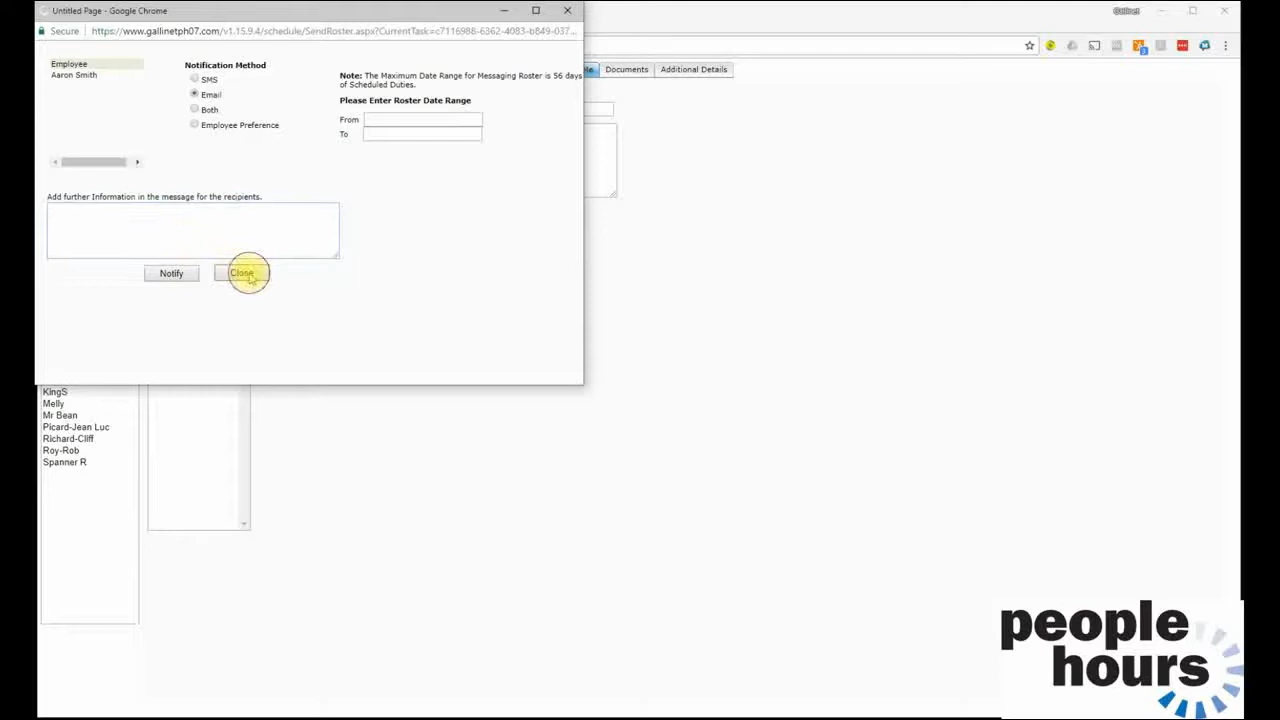 Untitled Page - Google Chrome
Gallinet
Secure
https://www.gallinetph07.com/v1.15.9.4/schedule/SendRoster.aspx?CurrentTask=c7116988-6362-4083-b849-037...
Documents
Additional Details
Employee
Aaron Smith
Notification Method
SMS
Email
Both
Employee Preference
Note: The Maximum Date Range for Messaging Roster is 56 days
of Scheduled Duties.
Please Enter Roster Date Range
From
To
Add further Information in the message for the recipients.
Notify
Close
KingS
Melly
Mr Bean
Picard-Jean Luc
Richard-Cliff
Roy-Rob
Spanner R
people
hours